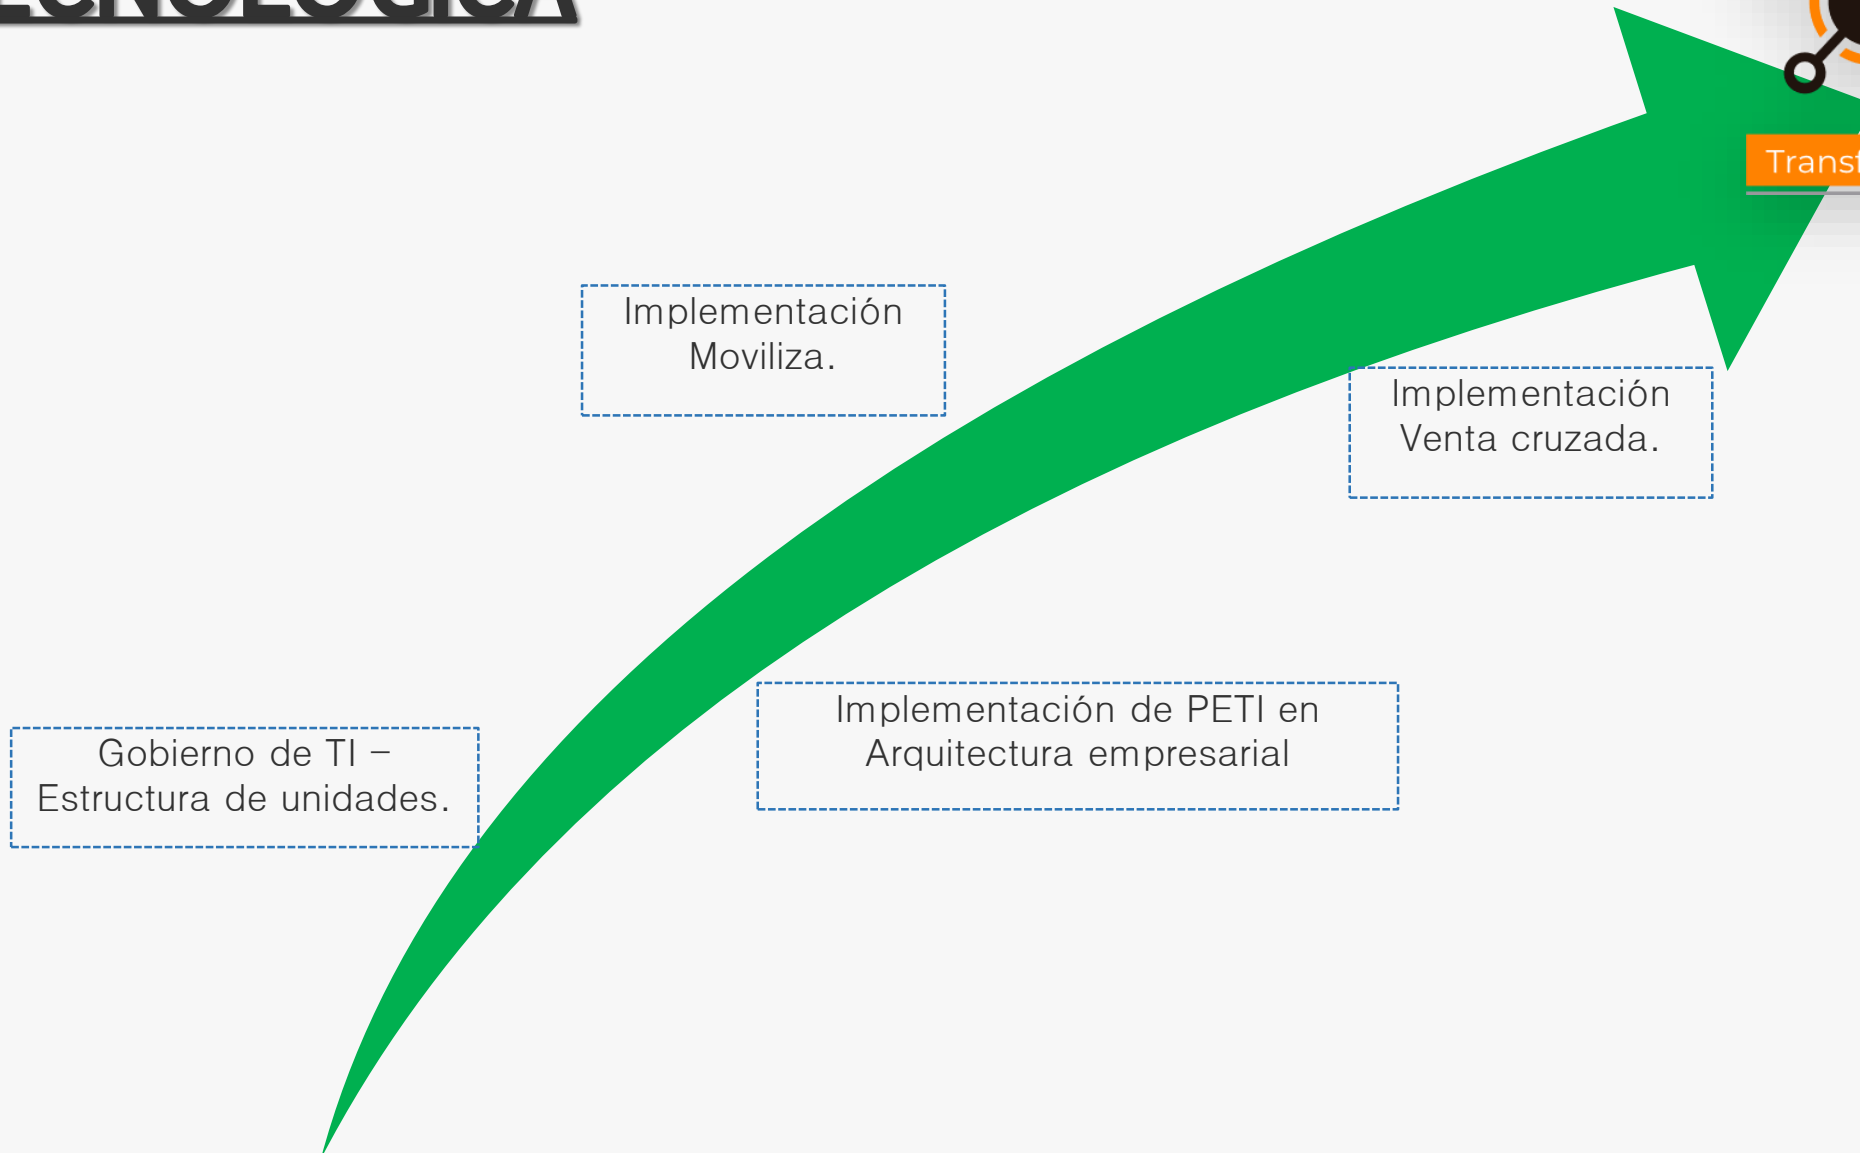 Implementación
Moviliza.
Implementación
Venta cruzada.
Implementación de PETI en
Arquitectura empresarial
Gobierno de TI –
Estructura de unidades.